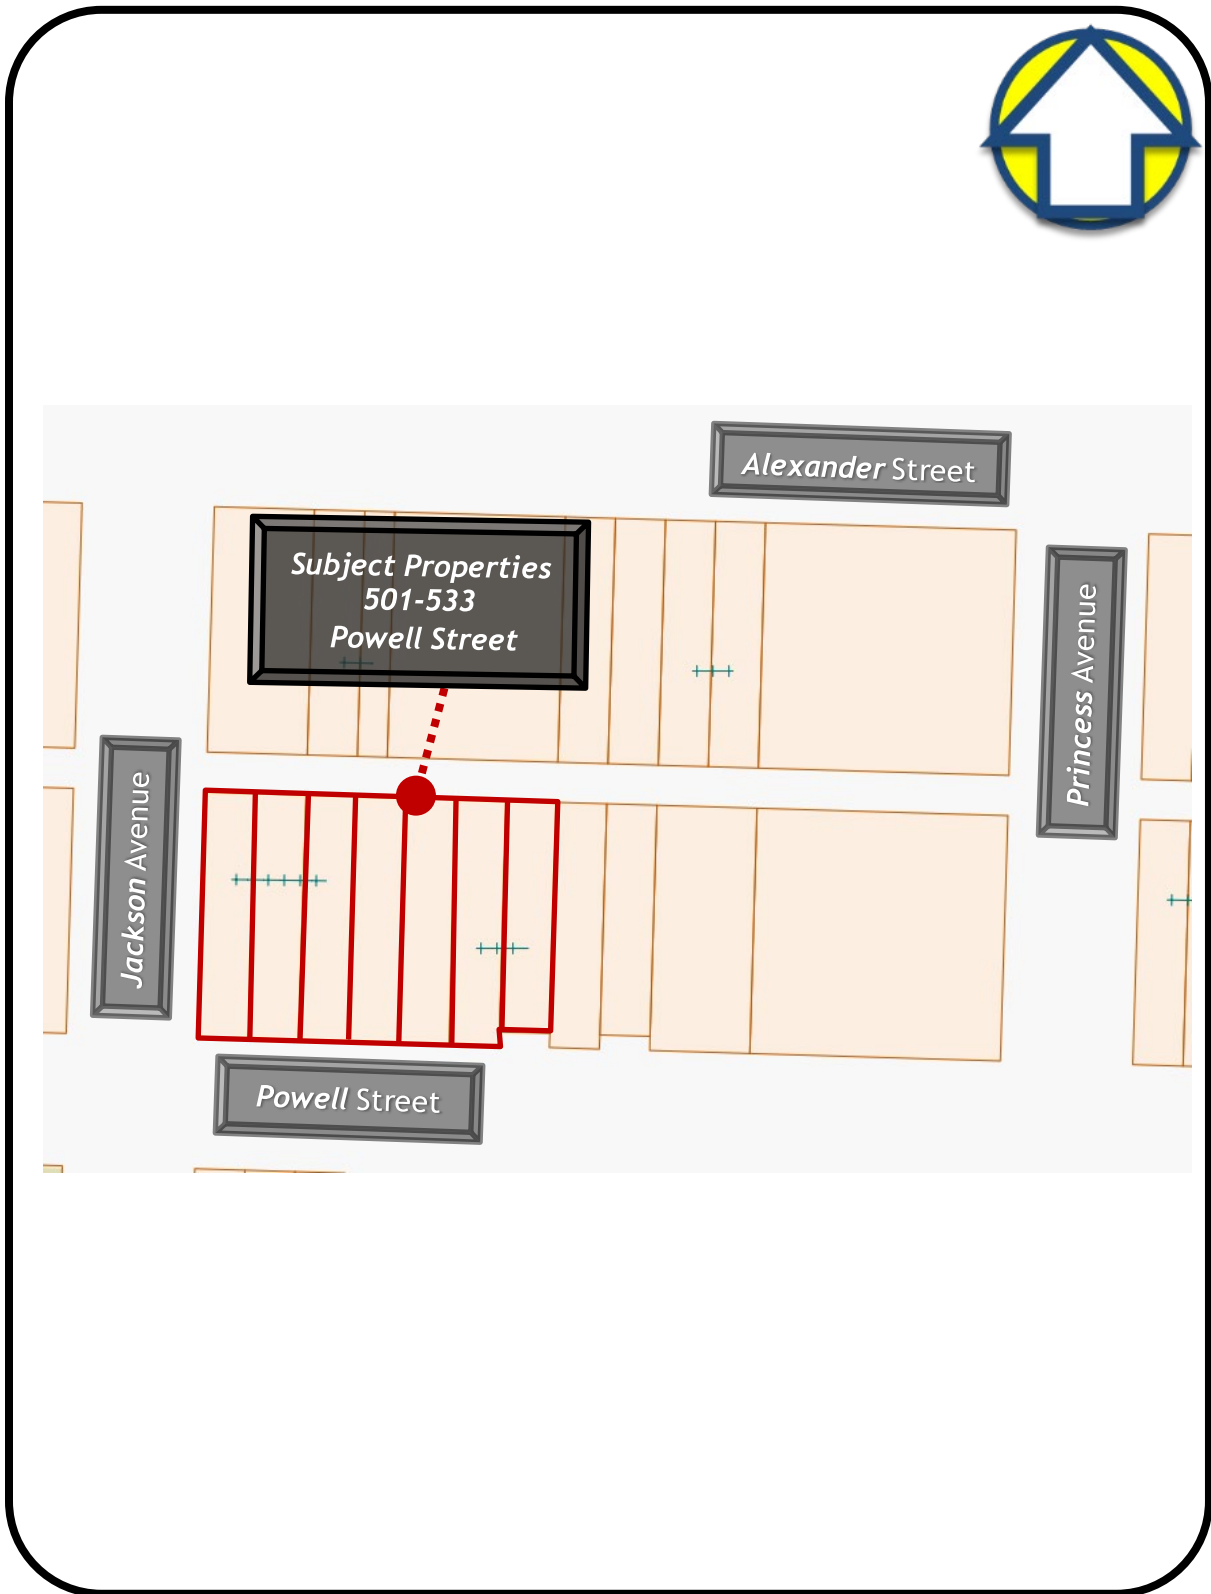 Alexander Street
Subject Properties
501-533
Powell Street
Princess Avenue
Jackson Avenue
Powell Street